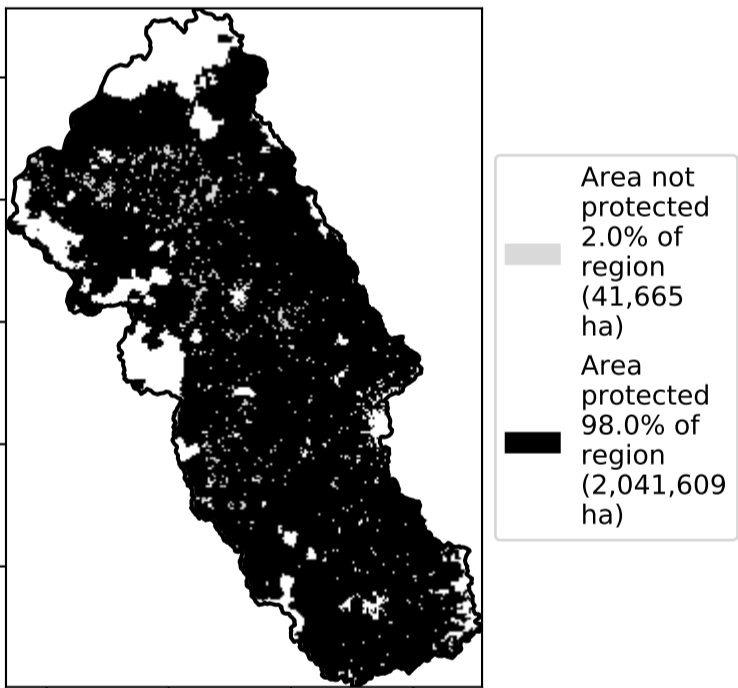 Area not
protected
2.0% of
region
(41,665
ha)
Area
protected
98.0% of
region
(2,041,609
ha)